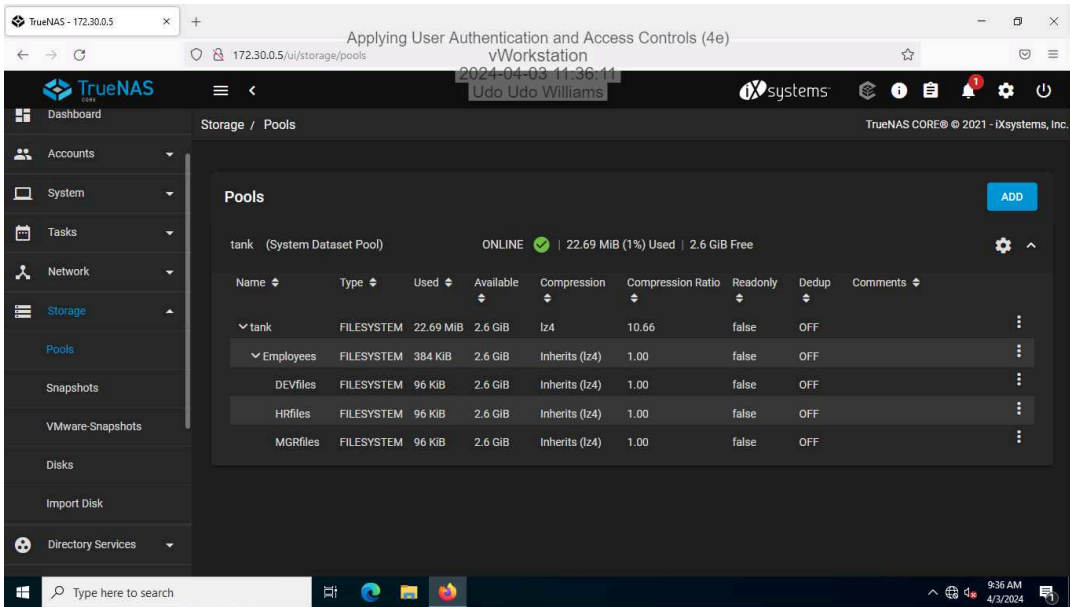 TrueNAS - 172.30.0.5
172.30.0.5/ui/storage/pools
Applying User Authentication and Access Controls (4e)
vWorkstation
2024-04-03 11:36:11
Udo Udo Williams
TrueNAS
CORE
iXsystems
1
Dashboard
Accounts
System
Tasks
Network
Storage
Pools
Snapshots
VMware-Snapshots
Disks
Import Disk
Directory Services
Storage / Pools
TrueNAS CORE® © 2021 - iXsystems, Inc.
Pools
ADD
tank (System Dataset Pool) ONLINE | 22.69 MiB (1%) Used | 2.6 GiB Free
Name Type Used Available Compression Compression Ratio Readonly Dedup Comments
tank FILESYSTEM 22.69 MiB 2.6 GiB lz4 10.66 false OFF
Employees FILESYSTEM 384 KiB 2.6 GiB Inherits (lz4) 1.00 false OFF
DEVfiles FILESYSTEM 96 KiB 2.6 GiB Inherits (lz4) 1.00 false OFF
HRfiles FILESYSTEM 96 KiB 2.6 GiB Inherits (lz4) 1.00 false OFF
MGRfiles FILESYSTEM 96 KiB 2.6 GiB Inherits (lz4) 1.00 false OFF
Type here to search
9:36 AM
4/3/2024
1